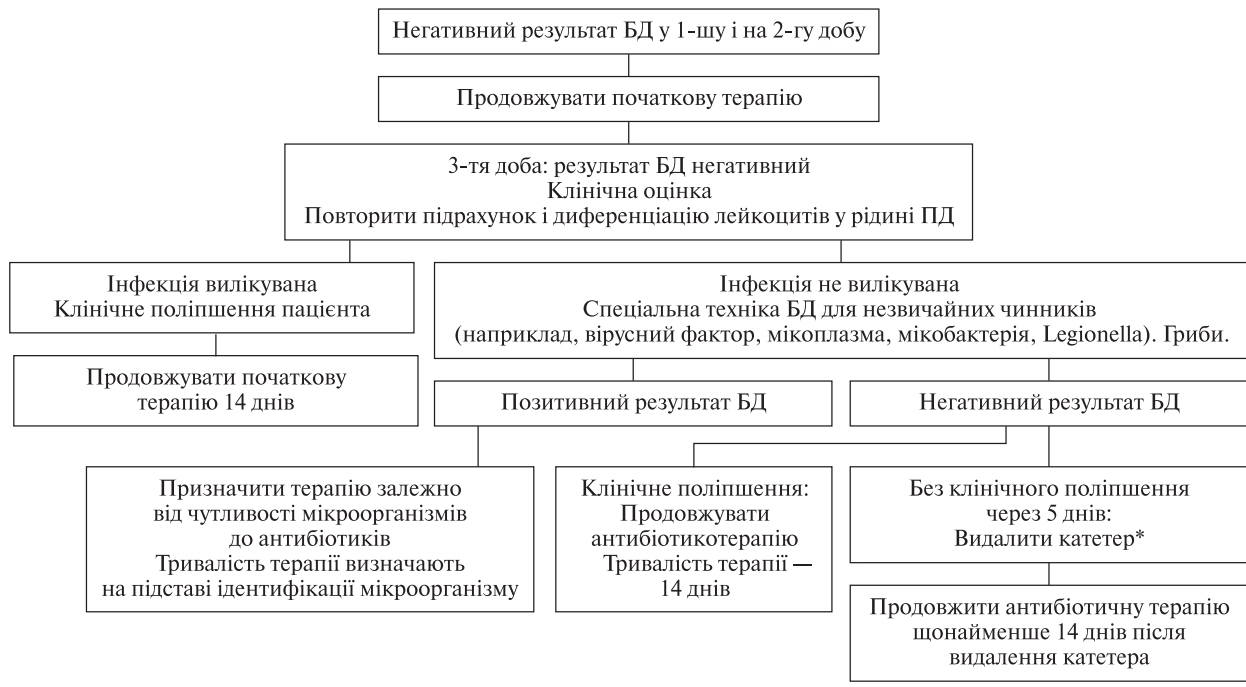 Негативний результат БД у 1-шу і на 2-гу добу
Продовжувати початкову терапію
3-тя доба: результат БД негативний
Клінічна оцінка
Повторити підрахунок і диференціацію лейкоцитів у рідині ПД
Інфекція вилікувана
Клінічне поліпшення пацієнта
Інфекція не вилікувана
Спеціальна техніка БД для незвичайних чинників
(наприклад, вірусний фактор, мікоплазма, мікобактерія, Legionella). Гриби.
Продовжувати початкову
терапію 14 днів
Позитивний результат БД
Негативний результат БД
Призначити терапію залежно
від чутливості мікроорганізмів
до антибіотиків
Тривалість терапії визначають
на підставі ідентифікації мікроорганізму
Клінічне поліпшення:
Продовжувати
антибіотикотерапію
Тривалість терапії —
14 днів
Без клінічного поліпшення
через 5 днів:
Видалити катетер*
Продовжити антибіотичну терапію
щонайменше 14 днів після
видалення катетера